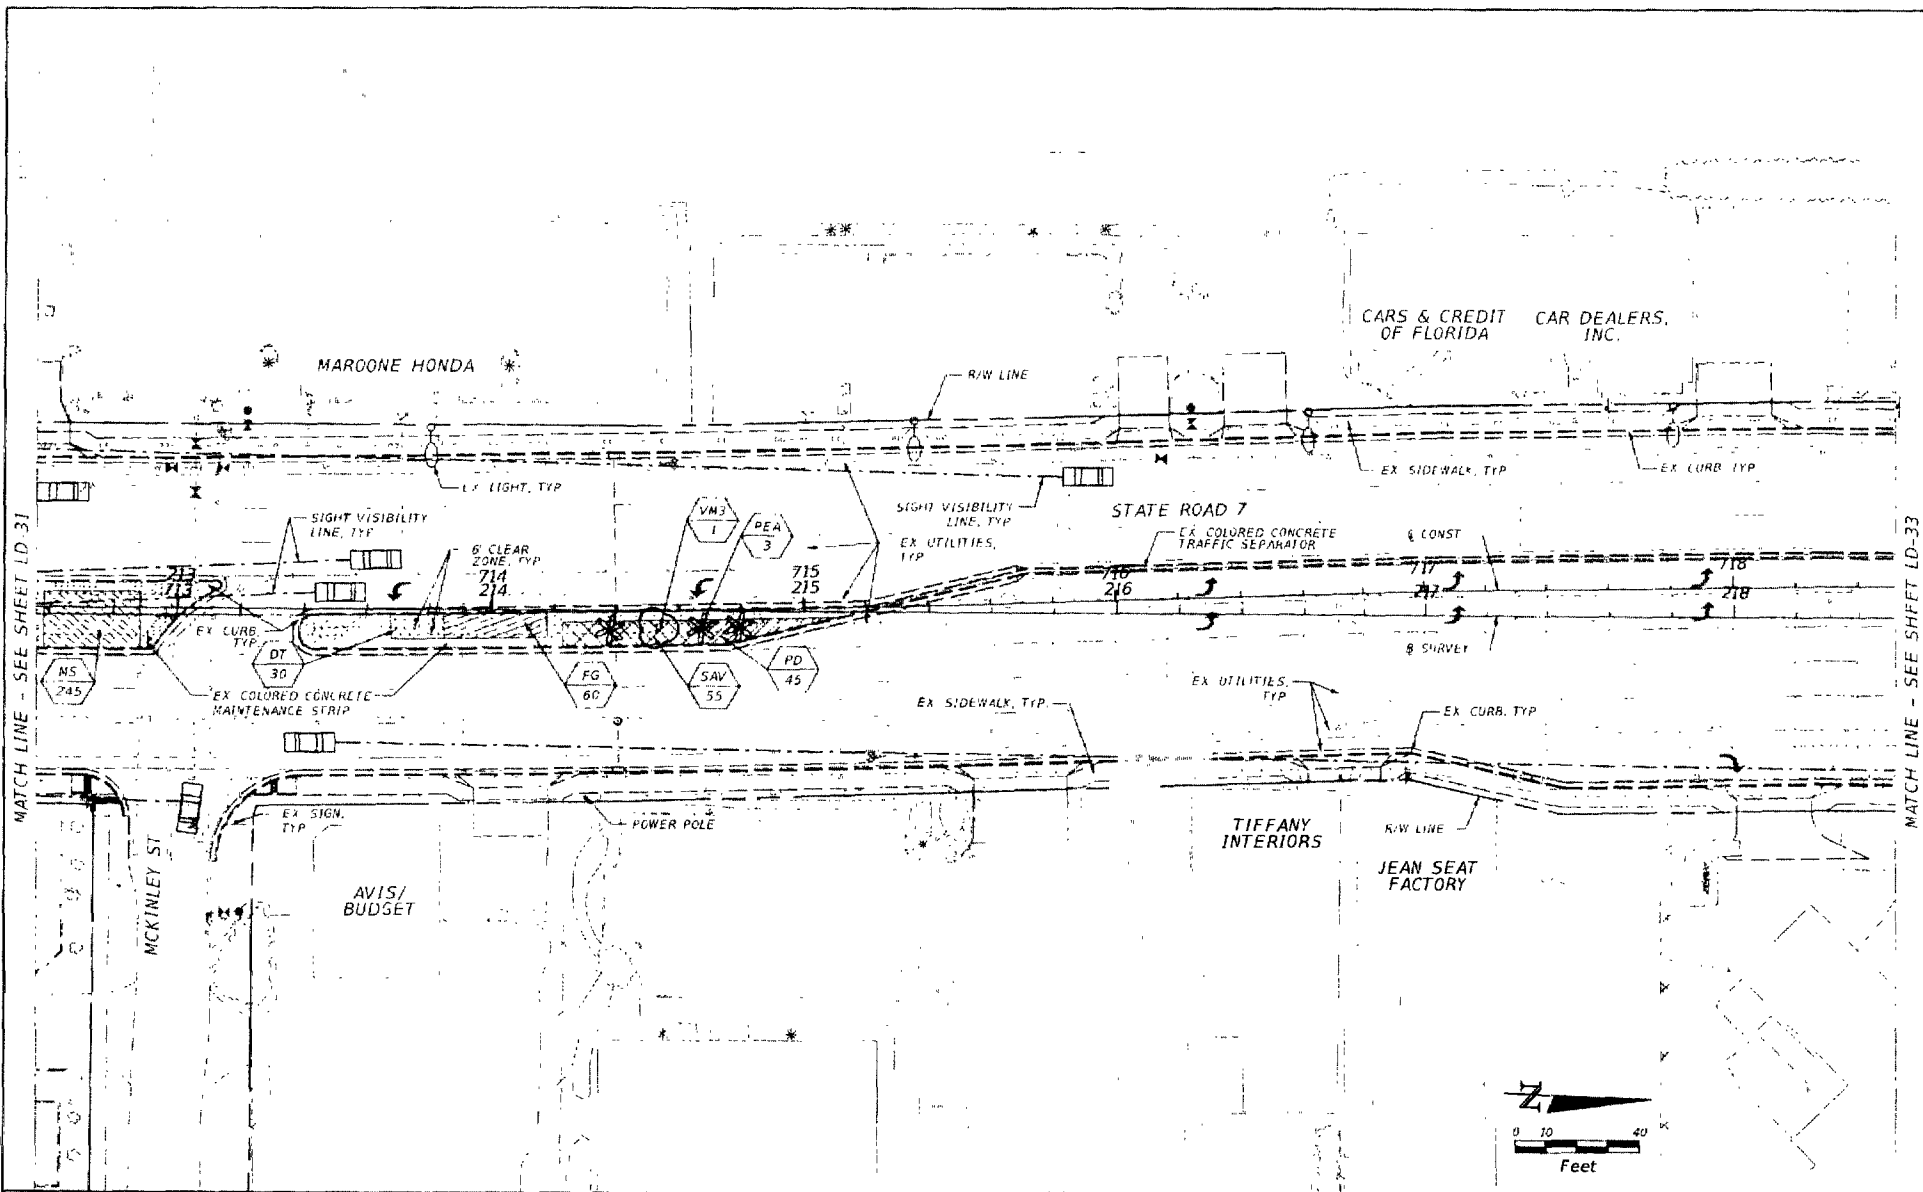 CARS & CREDIT
OF FLORIDA
CAR DEALERS,
INC.
MAROONE HONDA
R/W LINE
EX LIGHT, TYP
EX SIDEWALK, TYP
EX CURB TYP
SIGHT VISIBILITY
LINE, TYP
STATE ROAD 7
MATCH LINE - SEE SHEET LD-31
SIGHT VISIBILITY
LINE, TYP
VM3
1
PEA
3
EX UTILITIES,
TYP
EX COLORED CONCRETE
TRAFFIC SEPARATOR
CONST
MATCH LINE - SEE SHEET LD-33
6' CLEAR
ZONE, TYP
713
713
714
214
715
215
716
216
717
217
718
218
EX CURB,
TYP
MS
245
DT
30
FG
60
SAV
55
PD
45
SURVEY
EX COLORED CONCRETE
MAINTENANCE STRIP
EX SIDEWALK, TYP.
EX UTILITIES,
TYP
EX CURB, TYP
EX SIGN,
TYP
POWER POLE
TIFFANY
INTERIORS
R/W LINE
MCKINLEY ST
AVIS/
BUDGET
JEAN SEAT
FACTORY
N
0 10 40
Feet